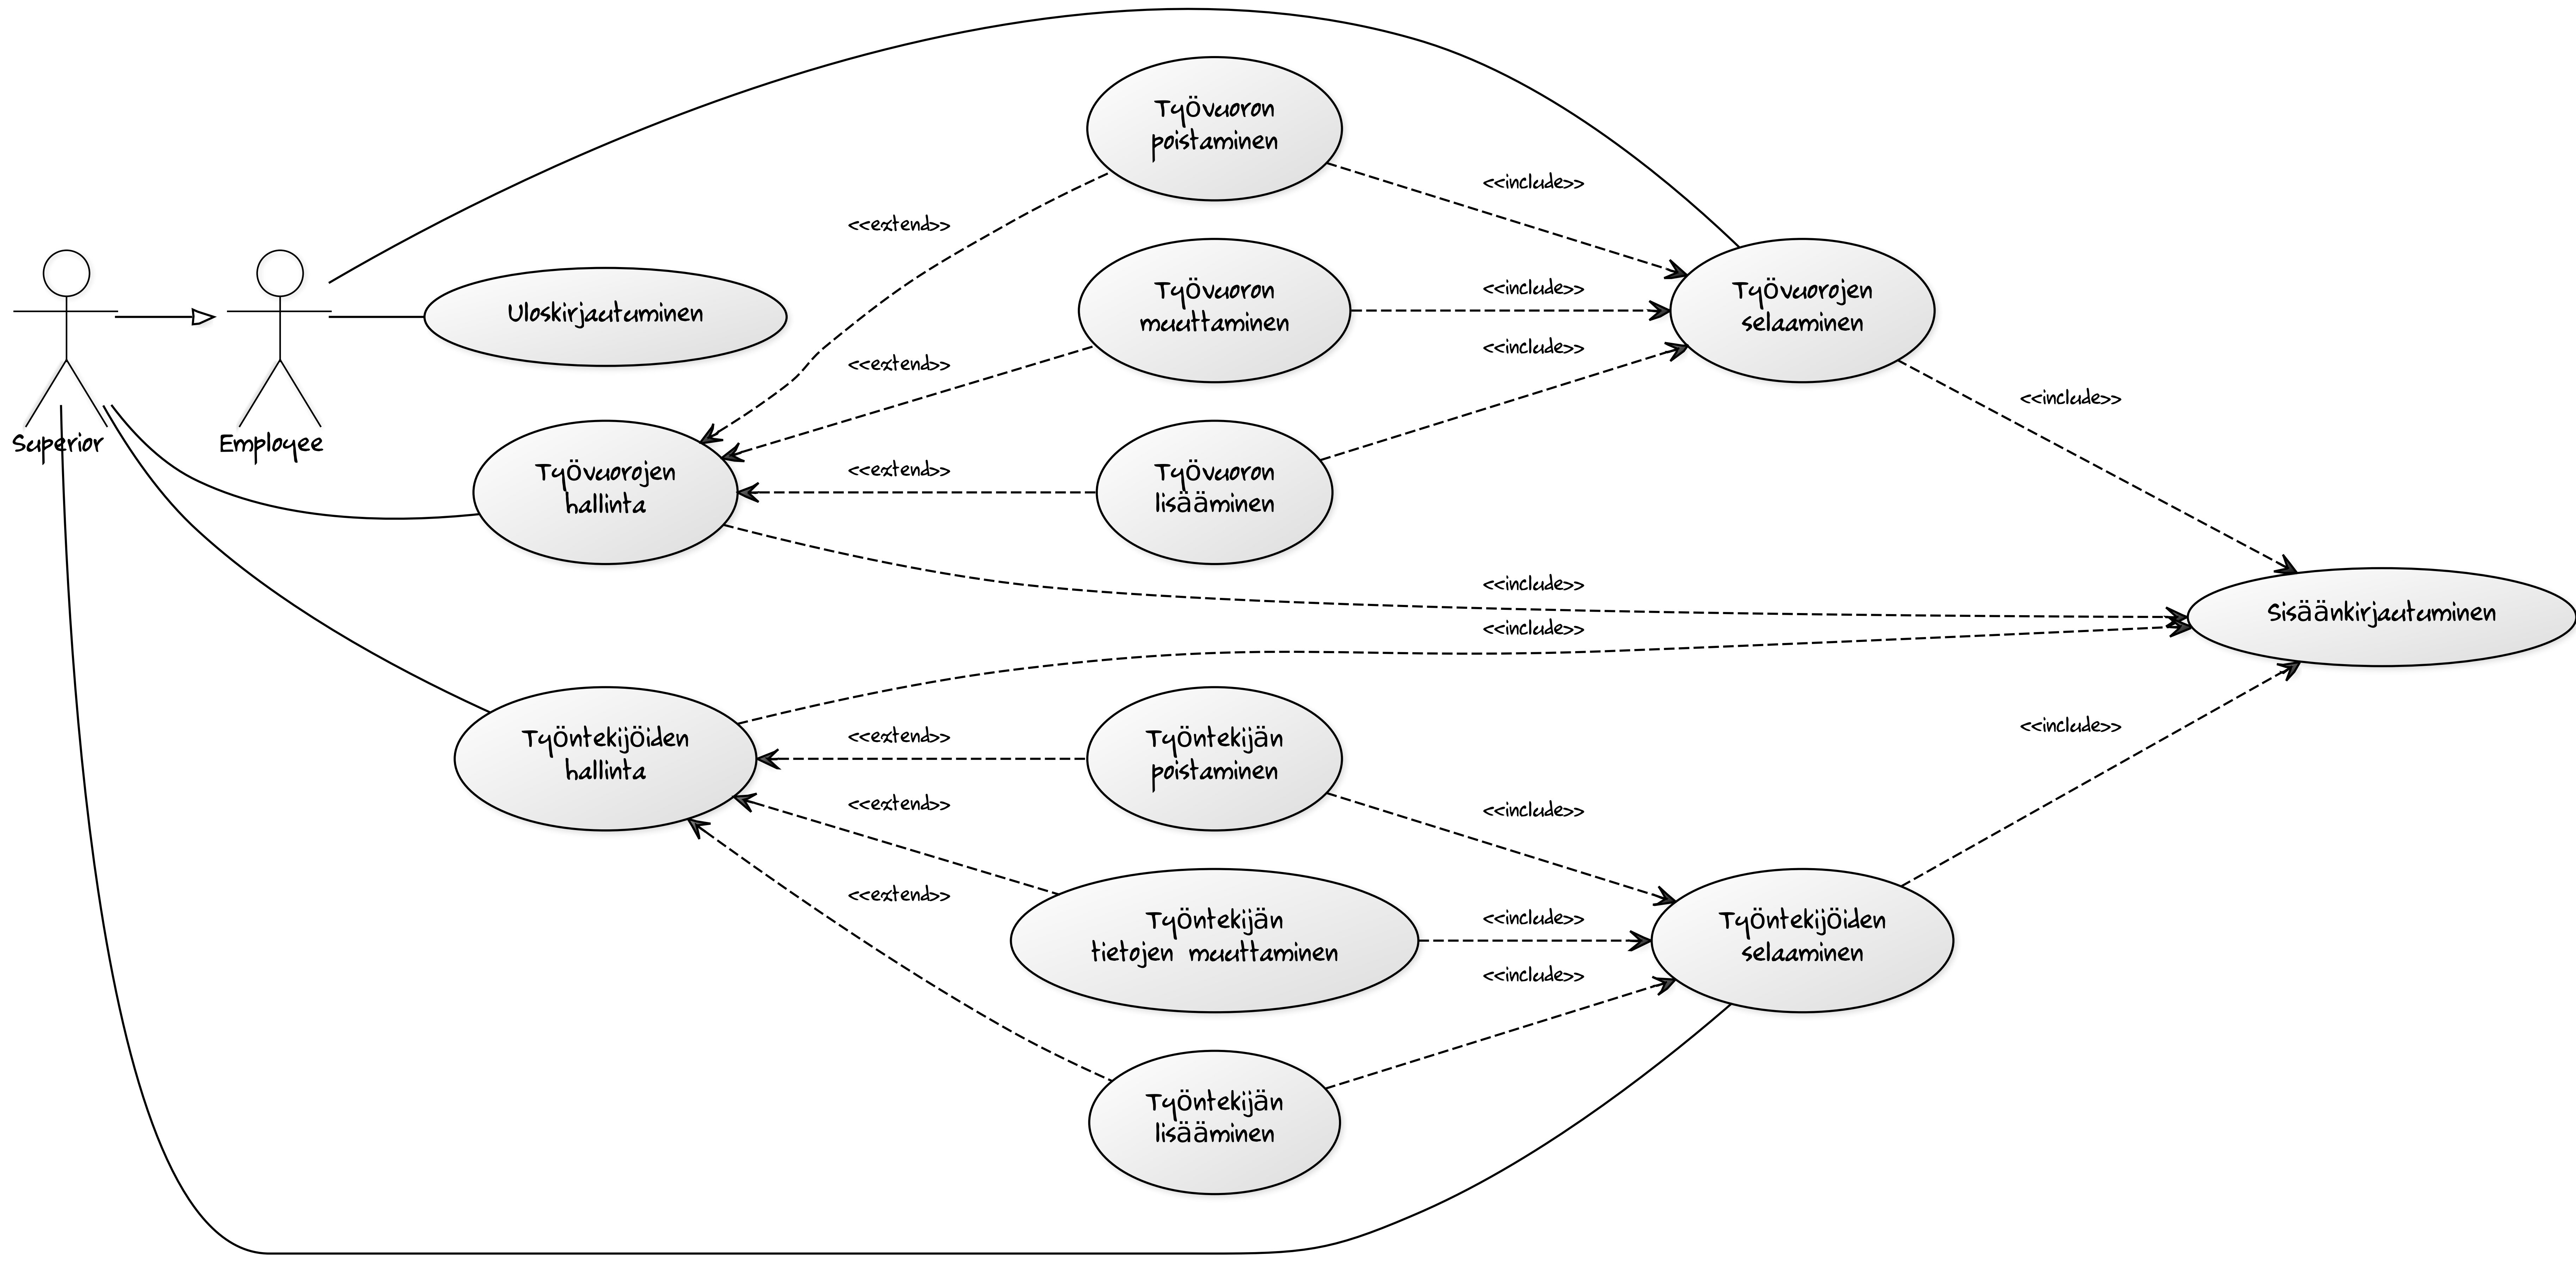 Työvuoron
poistaminen
<<include>>
<<extend>>
Työvuoron
muuttaminen
<<include>>
Työvuorojen
selaaminen
Uloskirjautuminen
<<include>>
<<extend>>
<<include>>
Superior
Employee
Työvuorojen
hallinta
<<extend>>
Työvuoron
lisääminen
<<include>>
Sisäänkirjautuminen
<<include>>
Työntekijöiden
hallinta
<<extend>>
Työntekijän
poistaminen
<<include>>
<<extend>>
<<include>>
<<extend>>
Työntekijän
tietojen muuttaminen
<<include>>
Työntekijöiden
selaaminen
<<include>>
Työntekijän
lisääminen